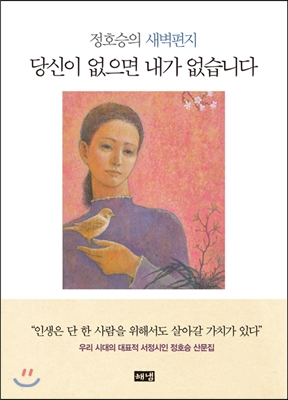 정호승의 새벽편지
당신이 없으면 내가 없습니다
“인생은 단 한 사람을 위해서도 살아갈 가치가 있다”
우리 시대의 대표적 서정시인 정호승 산문집
해냄